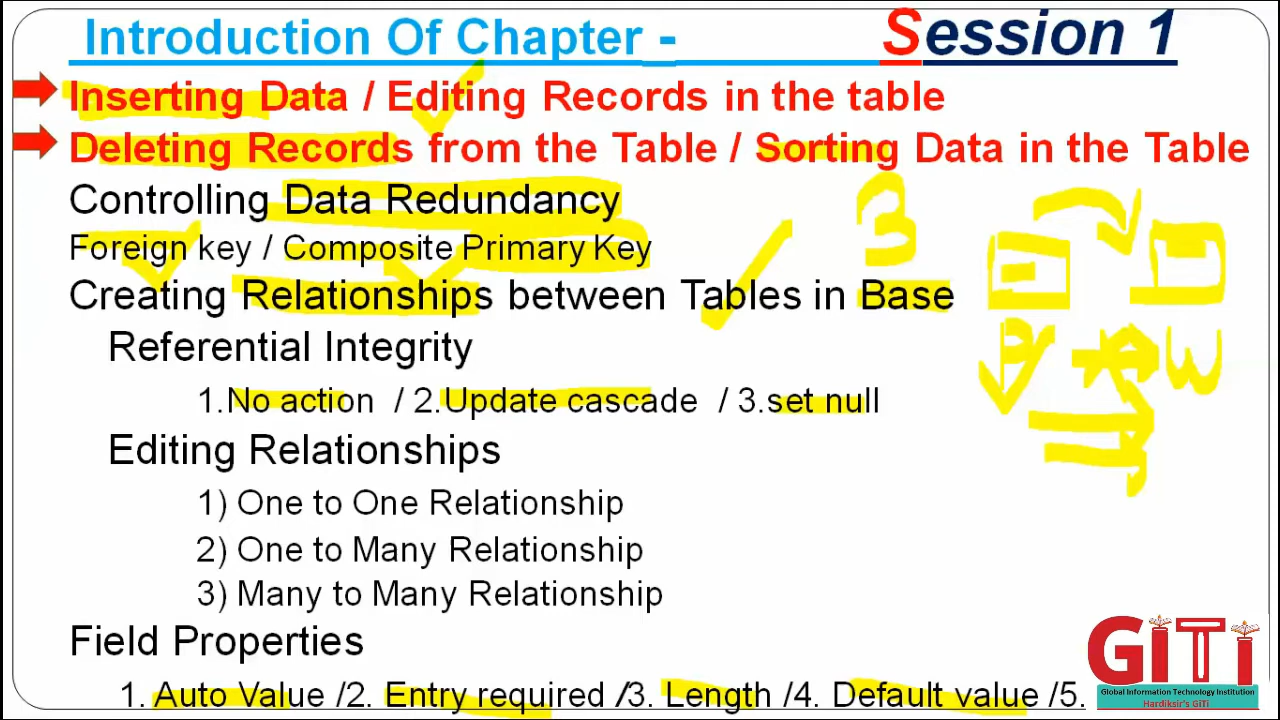 Introduction Of Chapter - Session 1
Inserting Data / Editing Records in the table
Deleting Records from the Table / Sorting Data in the Table
Controlling Data Redundancy
3
Foreign key / Composite Primary Key
Creating Relationships between Tables in Base
Referential Integrity
1.No action / 2.Update cascade / 3.set null
Editing Relationships
1) One to One Relationship
2) One to Many Relationship
3) Many to Many Relationship
Field Properties
1. Auto Value /2. Entry required /3. Length /4. Default value /5.
GiTi
Global Information Technology Institution
Hardiksir's GiTi